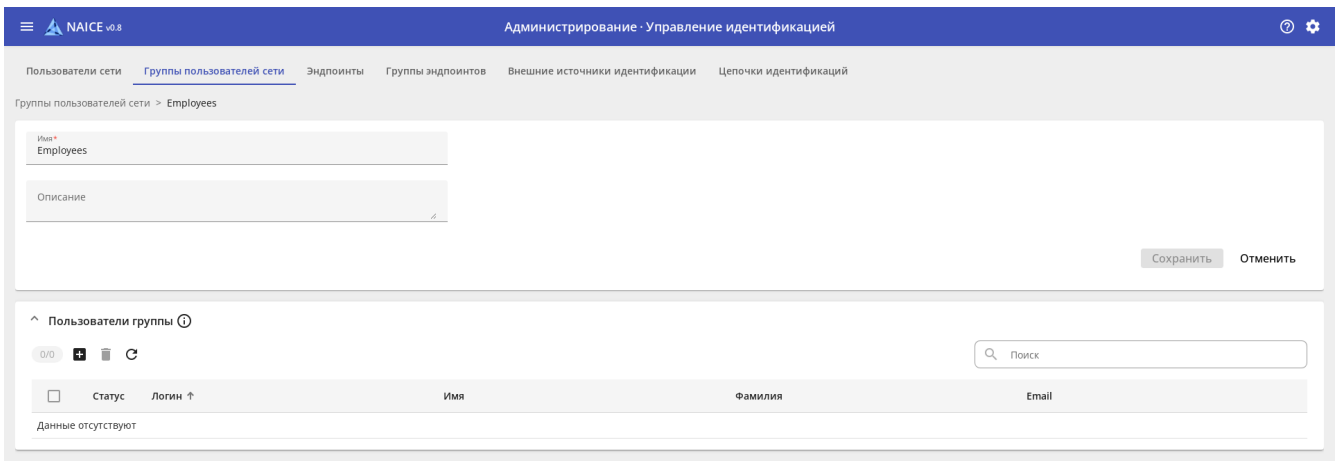 NAICE v0.8 Администрирование · Управление идентификацией
Пользователи сети Группы пользователей сети Эндпоинты Группы эндпоинтов Внешние источники идентификации Цепочки идентификаций
Группы пользователей сети > Employees
Имя*
Employees
Описание
Сохранить Отменить
Пользователи группы
0/0 Поиск
Статус Логин ↑ Имя Фамилия Email
Данные отсутствуют